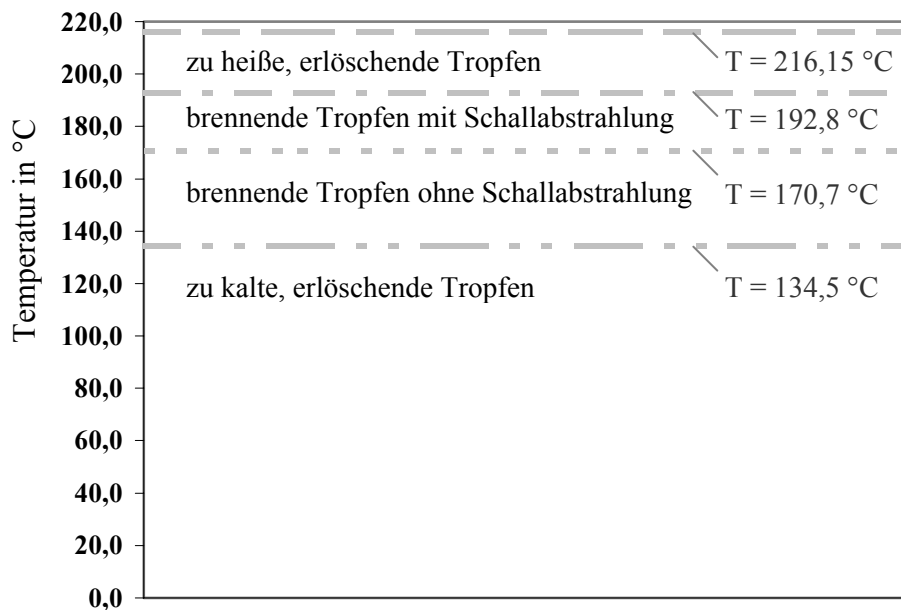 220,0
T = 216,15 °C
zu heiße, erlöschende Tropfen
200,0
T = 192,8 °C
brennende Tropfen mit Schallabstrahlung
180,0
T = 170,7 °C
brennende Tropfen ohne Schallabstrahlung
160,0
140,0
T = 134,5 °C
zu kalte, erlöschende Tropfen
120,0
100,0
80,0
60,0
40,0
20,0
0,0
Temperatur in °C